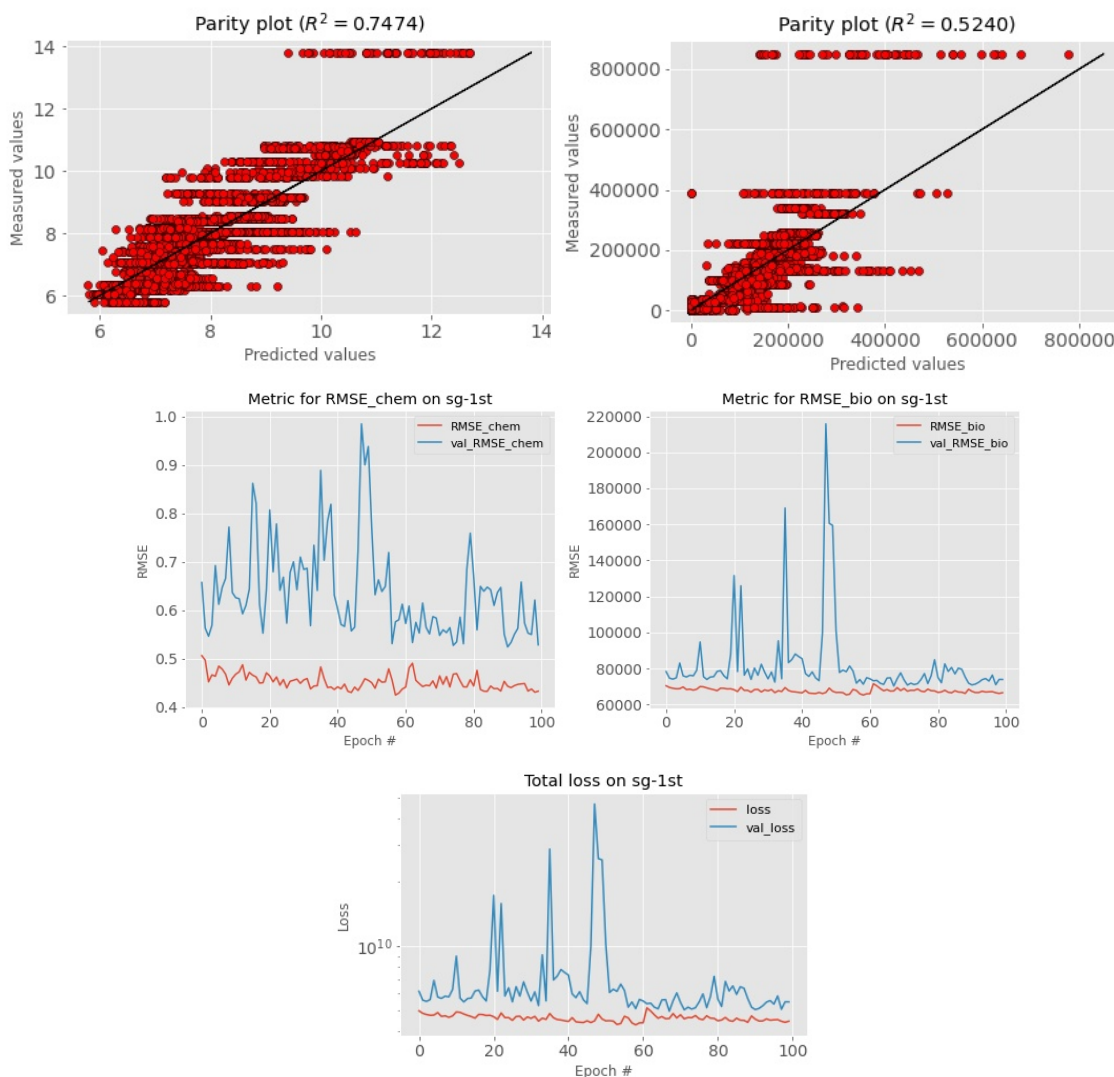 Parity plot (R² = 0.7474)
Measured values
14
12
10
8
6
6 8 10 12 14
Predicted values
Parity plot (R² = 0.5240)
Measured values
800000
600000
400000
200000
0
0 200000 400000 600000 800000
Predicted values
Metric for RMSE_chem on sg-1st
RMSE_chem
val_RMSE_chem
RMSE
1.0
0.9
0.8
0.7
0.6
0.5
0.4
0 20 40 60 80 100
Epoch #
Metric for RMSE_bio on sg-1st
RMSE_bio
val_RMSE_bio
RMSE
220000
200000
180000
160000
140000
120000
100000
80000
60000
0 20 40 60 80 100
Epoch #
Total loss on sg-1st
loss
val_loss
Loss
10¹⁰
0 20 40 60 80 100
Epoch #